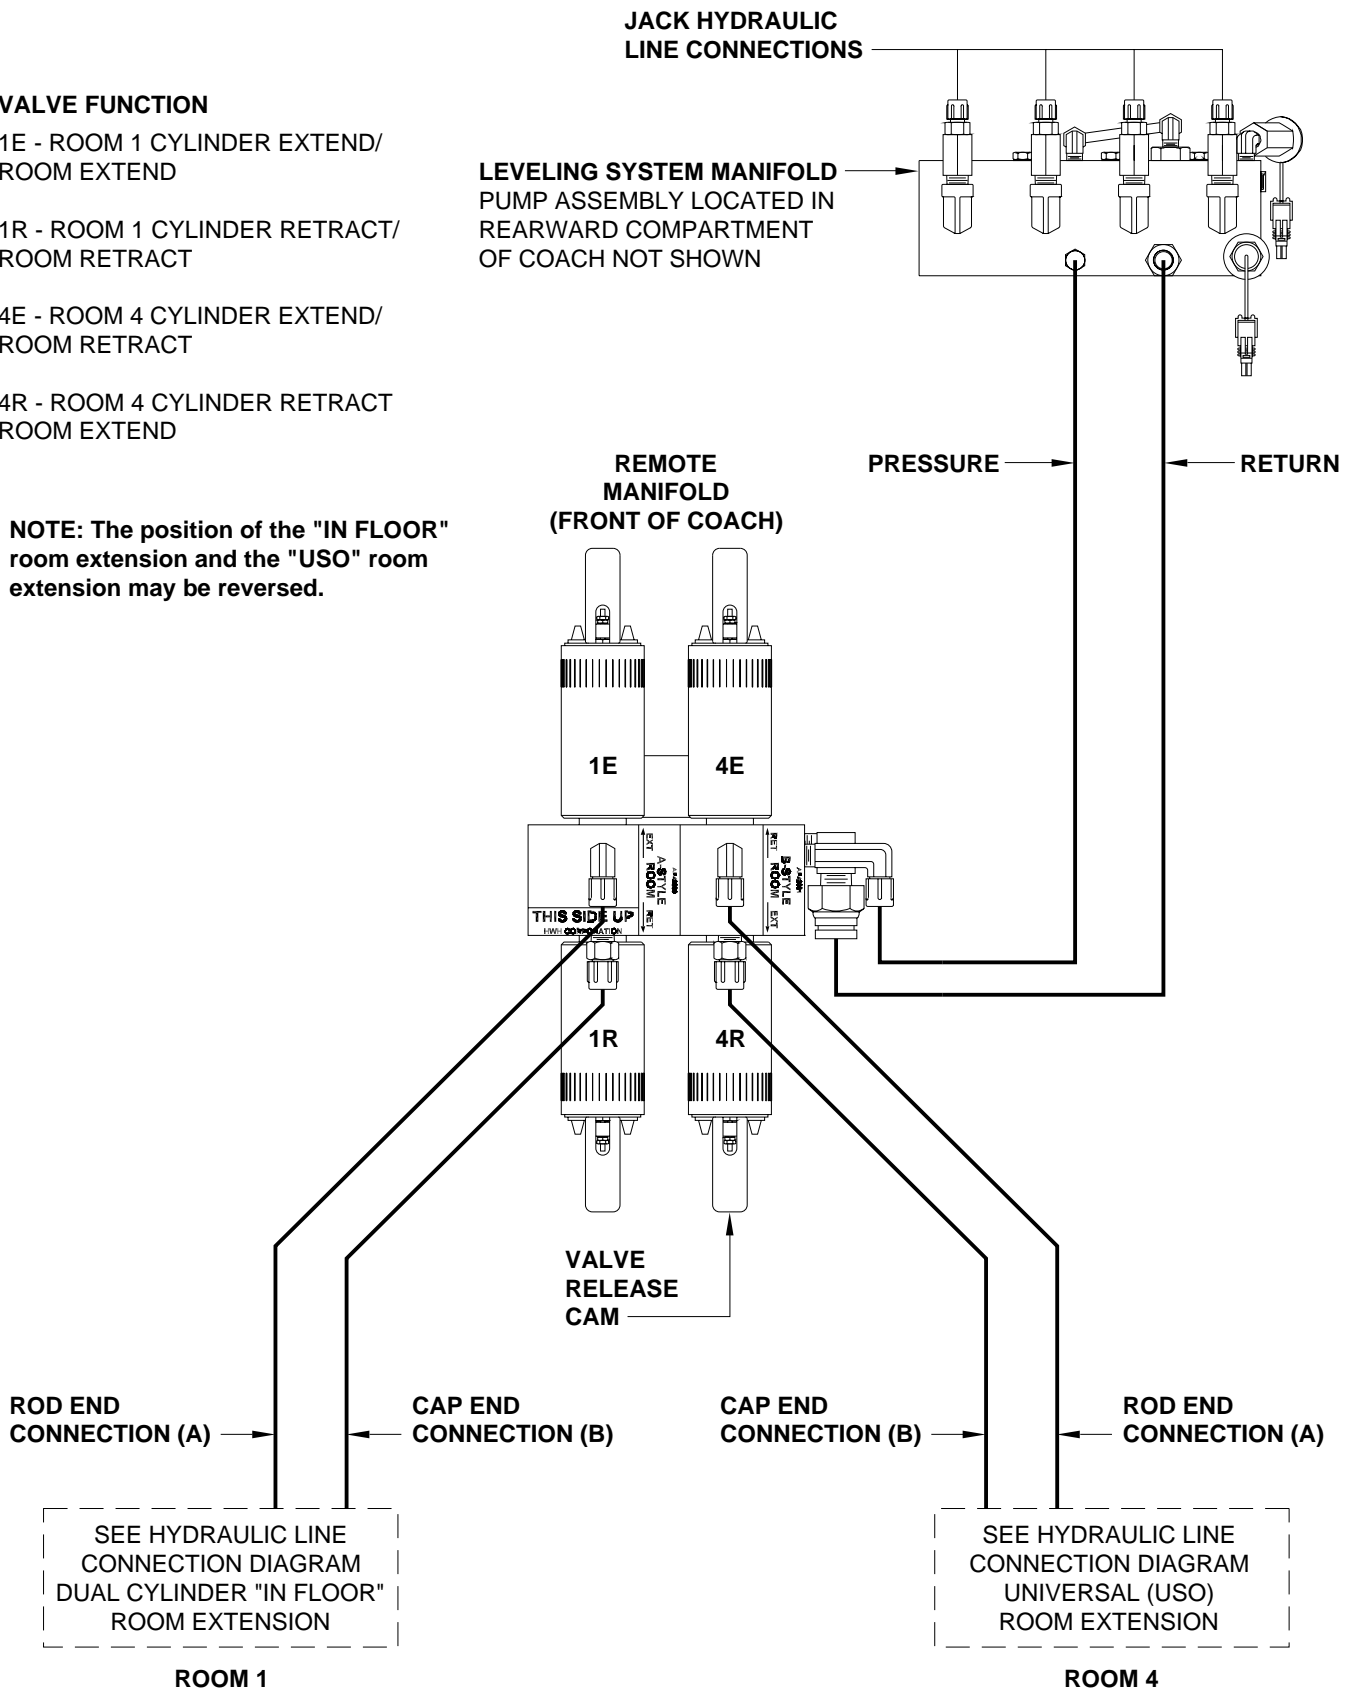 JACK HYDRAULIC
LINE CONNECTIONS
VALVE FUNCTION
1E - ROOM 1 CYLINDER EXTEND/
ROOM EXTEND
1R - ROOM 1 CYLINDER RETRACT/
ROOM RETRACT
4E - ROOM 4 CYLINDER EXTEND/
ROOM RETRACT
4R - ROOM 4 CYLINDER RETRACT
ROOM EXTEND
LEVELING SYSTEM MANIFOLD
PUMP ASSEMBLY LOCATED IN
REARWARD COMPARTMENT
OF COACH NOT SHOWN
PRESSURE
RETURN
REMOTE
MANIFOLD
(FRONT OF COACH)
NOTE: The position of the "IN FLOOR"
room extension and the "USO" room
extension may be reversed.
1E
4E
EXT
A-STYLE
ROOM
RET
RET
B-STYLE
ROOM
EXT
THIS SIDE UP
HWH CORPORATION
1R
4R
VALVE
RELEASE
CAM
ROD END
CONNECTION (A)
CAP END
CONNECTION (B)
CAP END
CONNECTION (B)
ROD END
CONNECTION (A)
SEE HYDRAULIC LINE
CONNECTION DIAGRAM
DUAL CYLINDER "IN FLOOR"
ROOM EXTENSION
SEE HYDRAULIC LINE
CONNECTION DIAGRAM
UNIVERSAL (USO)
ROOM EXTENSION
ROOM 1
ROOM 4